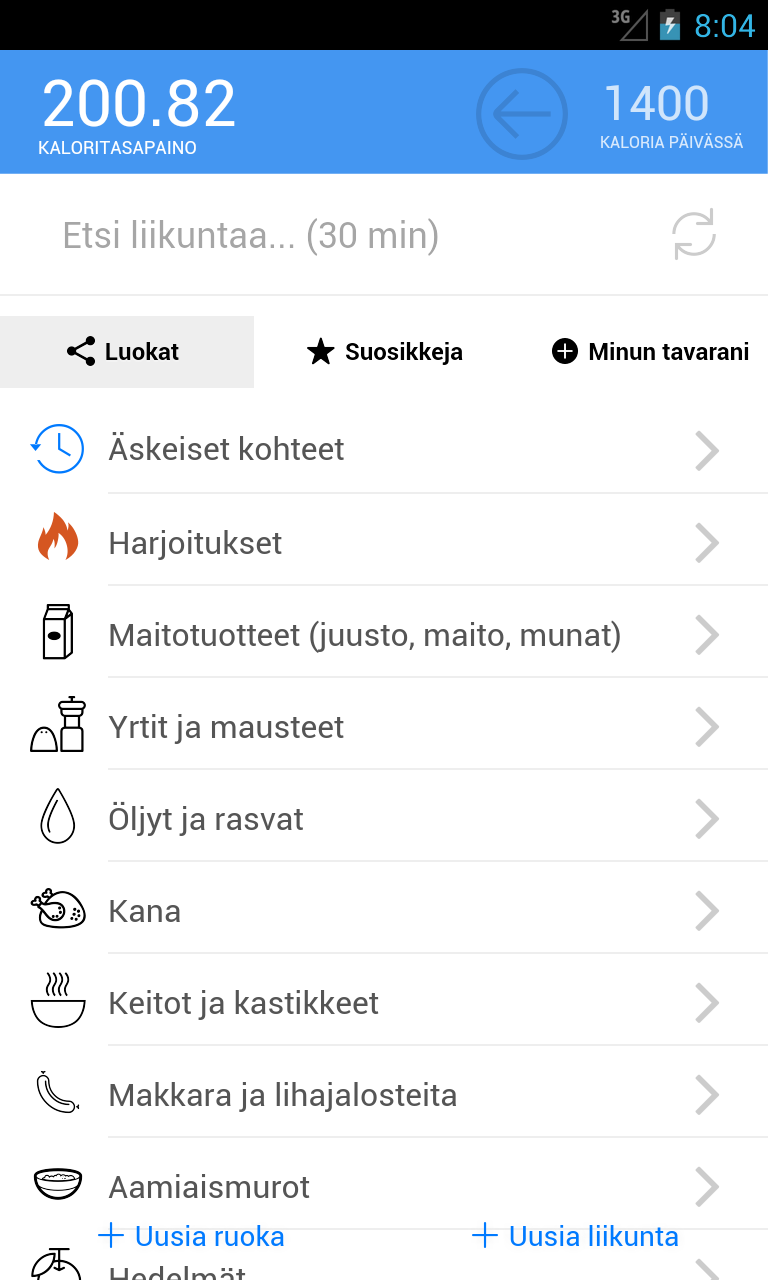 3G 8:04
200.82
KALORITASAPAINO
1400
KALORIA PÄIVÄSSÄ
Etsi liikuntaa... (30 min)
Luokat Suosikkeja Minun tavarani
Äskeiset kohteet
Harjoitukset
Maitotuotteet (juusto, maito, munat)
Yrtit ja mausteet
Öljyt ja rasvat
Kana
Keitot ja kastikkeet
Makkara ja lihajalosteita
Aamiaismurot
Uusia ruoka Uusia liikunta
Hedelmät